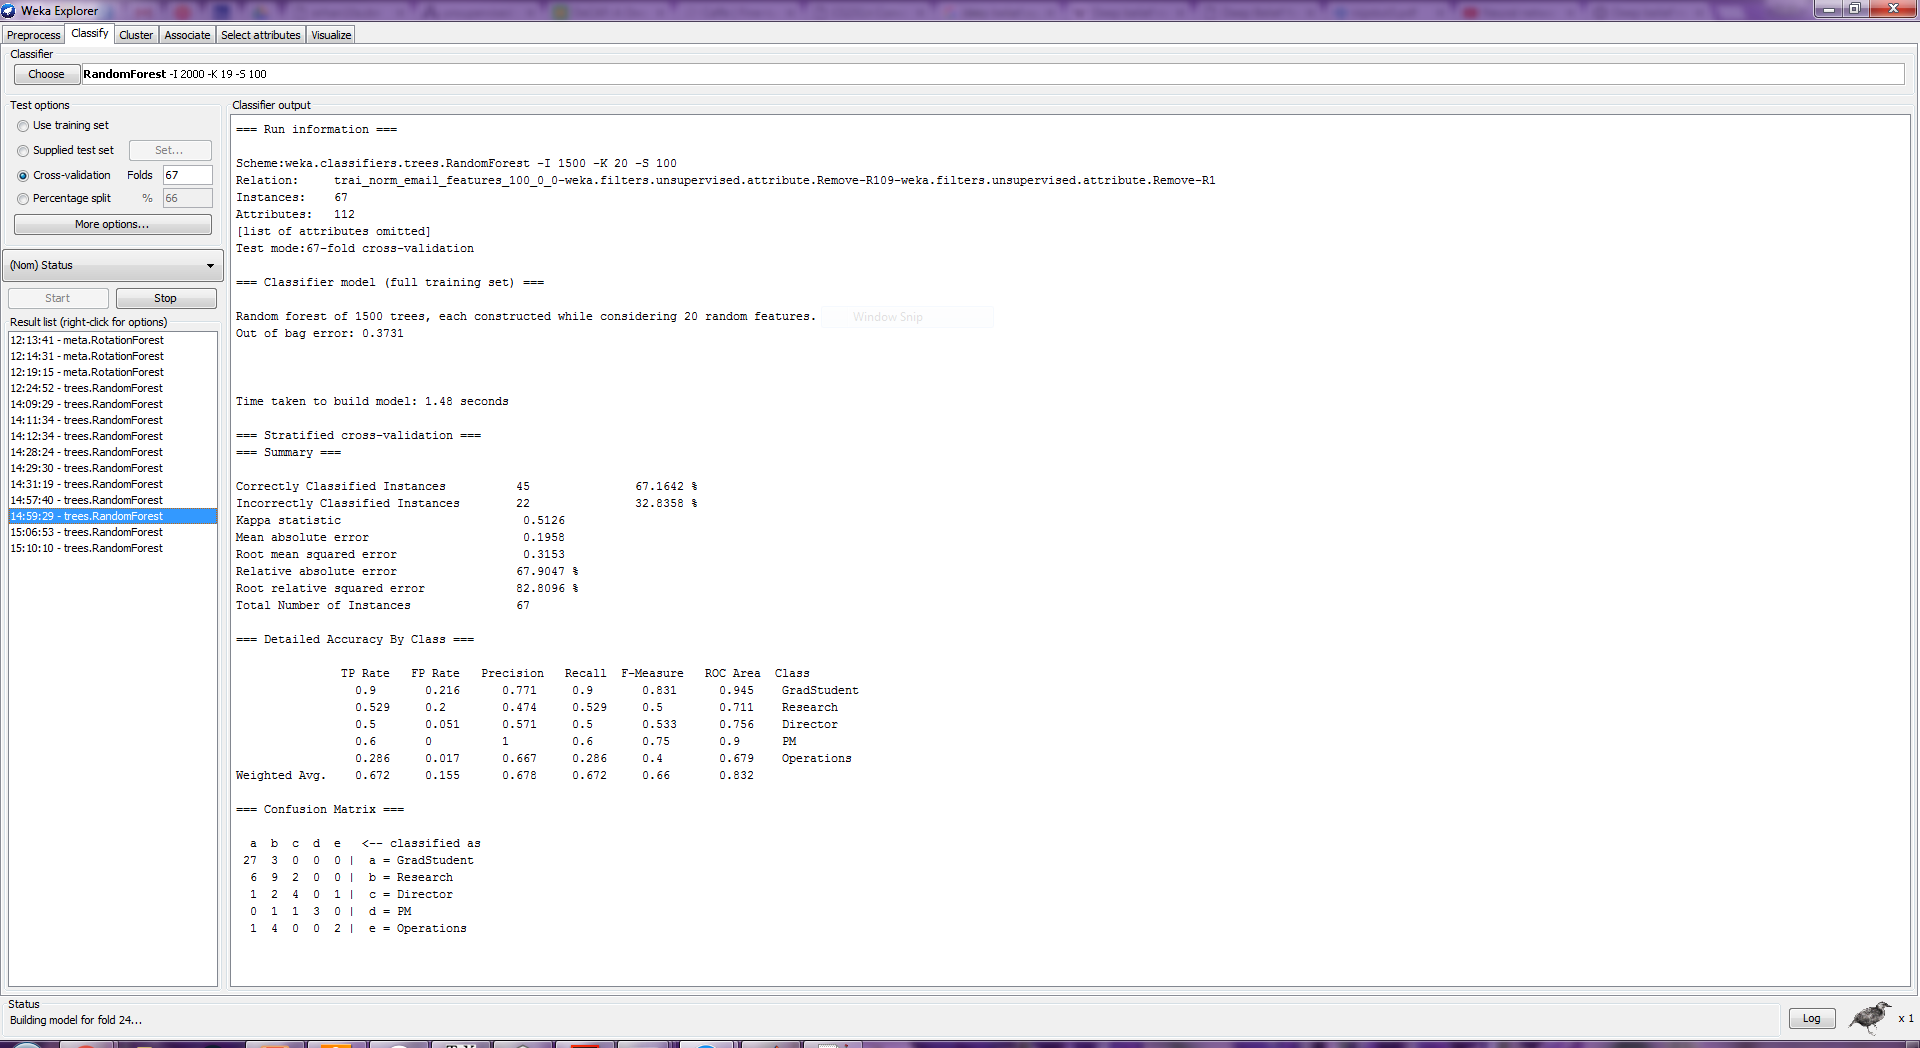 Weka Explorer
Preprocess Classify Cluster Associate Select attributes Visualize
Classifier
Choose RandomForest -I 2000 -K 19 -S 100
Test options
Use training set
Supplied test set Set...
Cross-validation Folds 67
Percentage split % 66
More options...
(Nom) Status
Start Stop
Result list (right-click for options)
12:13:41 - meta.RotationForest
12:14:31 - meta.RotationForest
12:19:15 - meta.RotationForest
12:24:52 - trees.RandomForest
14:09:29 - trees.RandomForest
14:11:34 - trees.RandomForest
14:12:34 - trees.RandomForest
14:28:24 - trees.RandomForest
14:29:30 - trees.RandomForest
14:31:19 - trees.RandomForest
14:57:40 - trees.RandomForest
14:59:29 - trees.RandomForest
15:06:53 - trees.RandomForest
15:10:10 - trees.RandomForest
Classifier output
=== Run information ===
Scheme:weka.classifiers.trees.RandomForest -I 1500 -K 20 -S 100
Relation: trai_norm_email_features_100_0_0-weka.filters.unsupervised.attribute.Remove-R109-weka.filters.unsupervised.attribute.Remove-R1
Instances: 67
Attributes: 112
[list of attributes omitted]
Test mode:67-fold cross-validation
=== Classifier model (full training set) ===
Random forest of 1500 trees, each constructed while considering 20 random features.
Window Snip
Out of bag error: 0.3731
Time taken to build model: 1.48 seconds
=== Stratified cross-validation ===
=== Summary ===
Correctly Classified Instances 45 67.1642 %
Incorrectly Classified Instances 22 32.8358 %
Kappa statistic 0.5126
Mean absolute error 0.1958
Root mean squared error 0.3153
Relative absolute error 67.9047 %
Root relative squared error 82.8096 %
Total Number of Instances 67
=== Detailed Accuracy By Class ===
TP Rate FP Rate Precision Recall F-Measure ROC Area Class
0.9 0.216 0.771 0.9 0.831 0.945 GradStudent
0.529 0.2 0.474 0.529 0.5 0.711 Research
0.5 0.051 0.571 0.5 0.533 0.756 Director
0.6 0 1 0.6 0.75 0.9 PM
0.286 0.017 0.667 0.286 0.4 0.679 Operations
Weighted Avg. 0.672 0.155 0.678 0.672 0.66 0.832
=== Confusion Matrix ===
a b c d e <-- classified as
27 3 0 0 0 | a = GradStudent
6 9 2 0 0 | b = Research
1 2 4 0 1 | c = Director
0 1 1 3 0 | d = PM
1 4 0 0 2 | e = Operations
Status
Building model for fold 24...
Log x 1